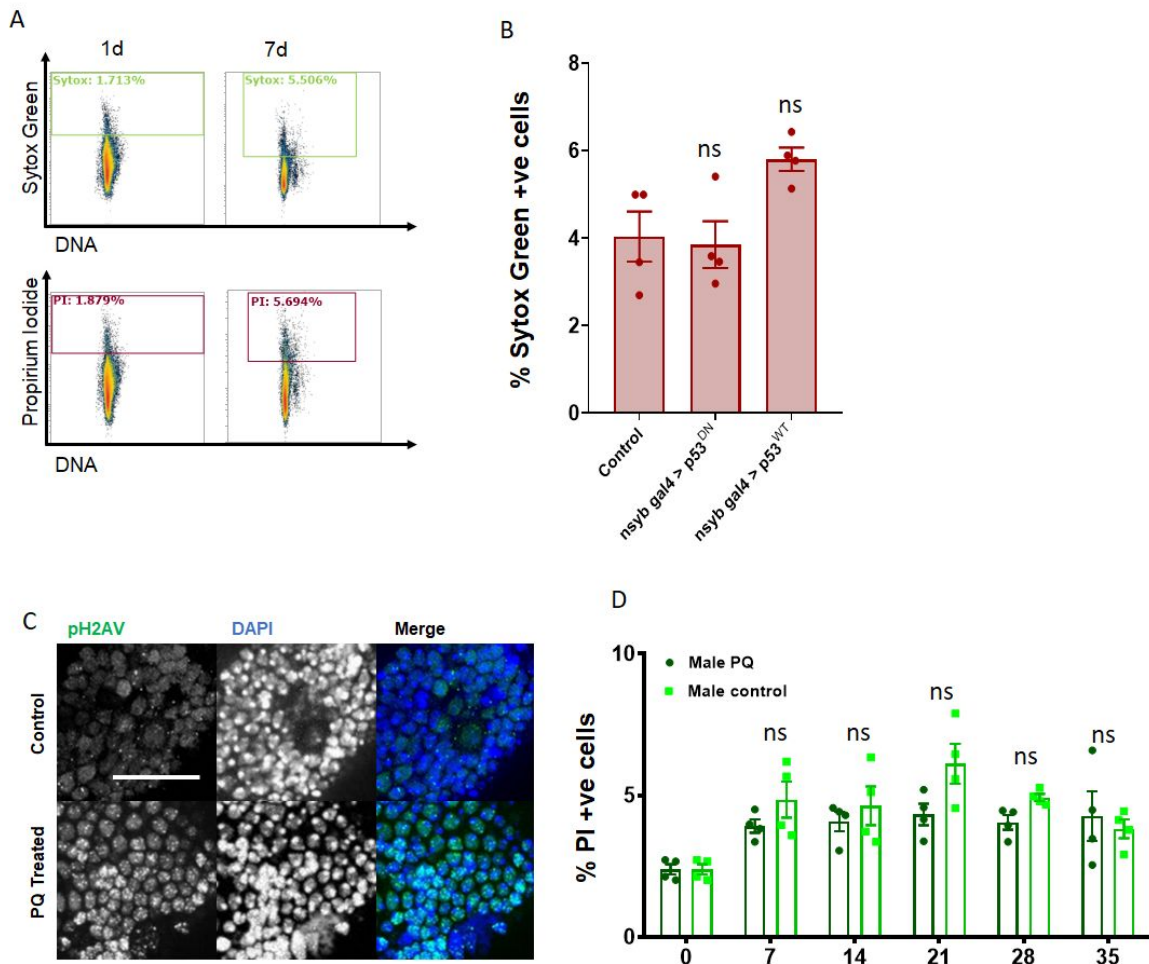 A
1d 7d
Sytox: 1.713%
Sytox: 5.506%
Sytox Green
DNA
PI: 1.879%
PI: 5.694%
Propirium Iodide
DNA
B
% Sytox Green +ve cells
8
6
4
2
0
ns
ns
Control
nsyb gal4 > p53DN
nsyb gal4 > p53WT
C
pH2AV DAPI Merge
Control
PQ Treated
D
% PI +ve cells
10
5
0
Male PQ
Male control
ns
ns
ns
ns
ns
0 7 14 21 28 35